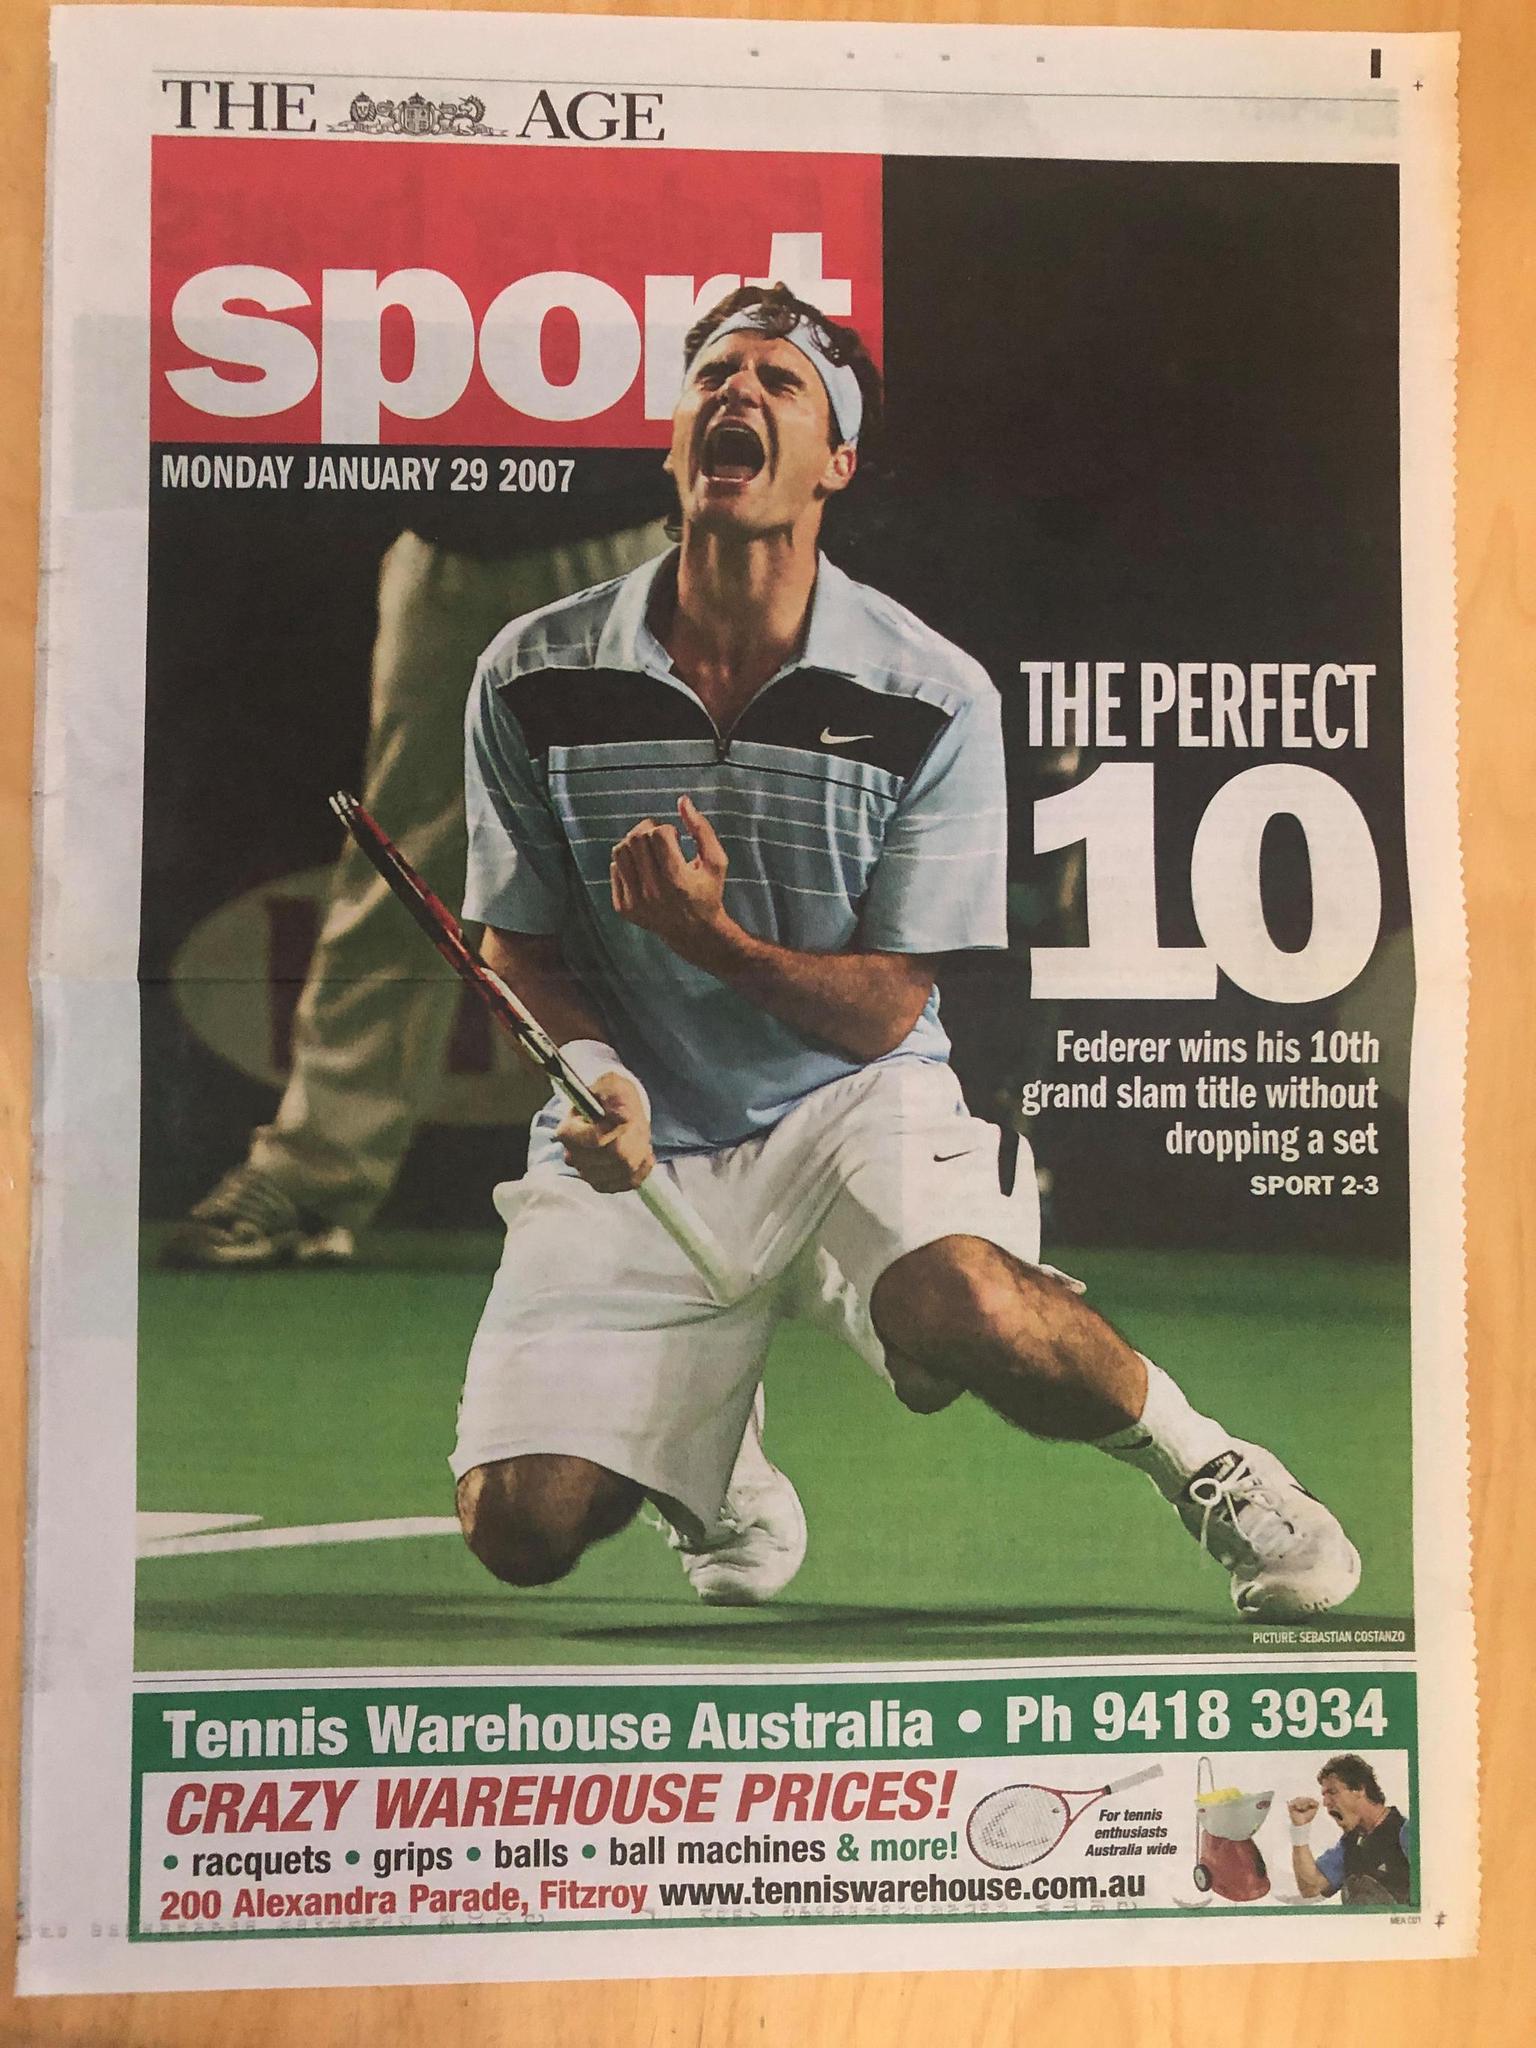 THE AGE
sport
MONDAY JANUARY 29 2007
THE PERFECT
10
Federer wins his 10th
grand slam title without
dropping a set
SPORT 2-3
PICTURE: SEBASTIAN COSTANZO
Tennis Warehouse Australia • Ph 9418 3934
CRAZY WAREHOUSE PRICES!
• racquets • grips • balls • ball machines & more!
200 Alexandra Parade, Fitzroy www.tenniswarehouse.com.au
For tennis
enthusiasts
Australia wide